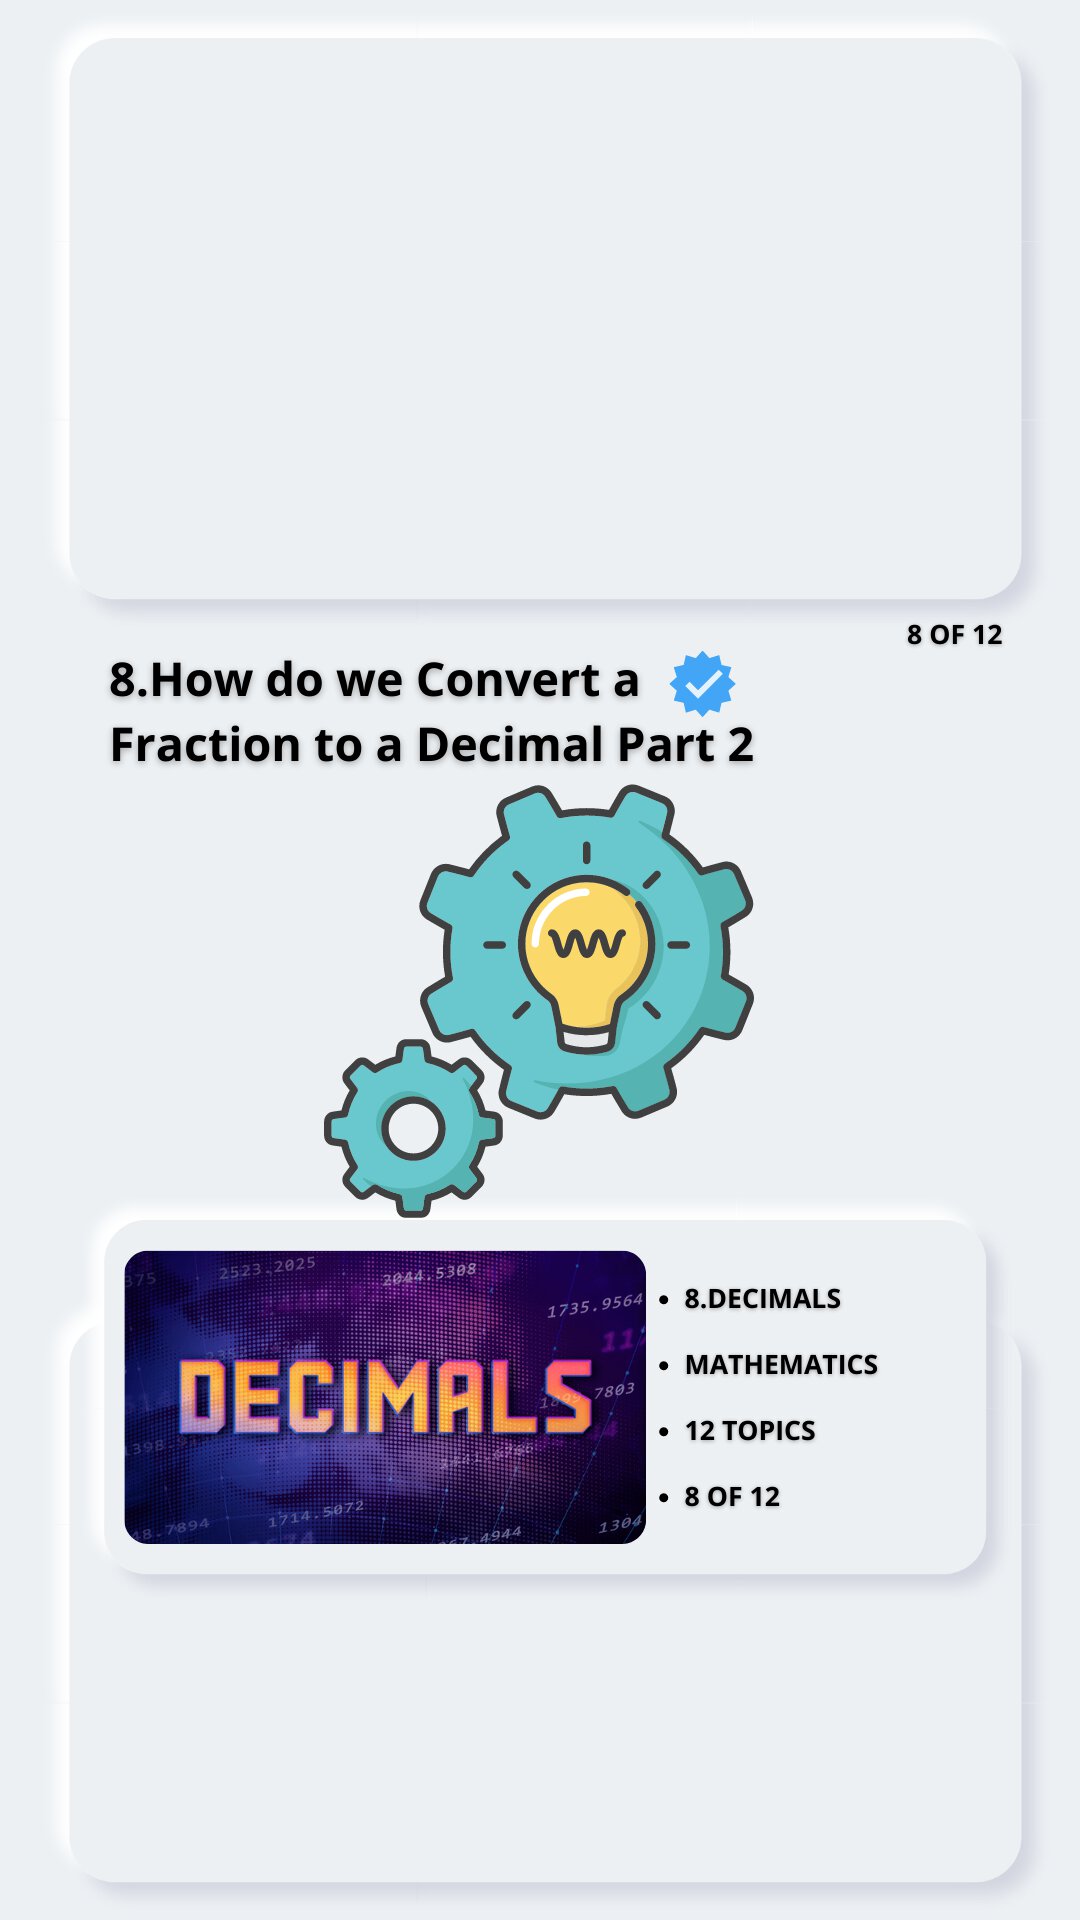 8 OF 12
8.How do we Convert a
Fraction to a Decimal Part 2
2523.2025
2044.5308
1735.9564
DECIMALS
7803
1714.5072
1304
8.DECIMALS
MATHEMATICS
12 TOPICS
8 OF 12